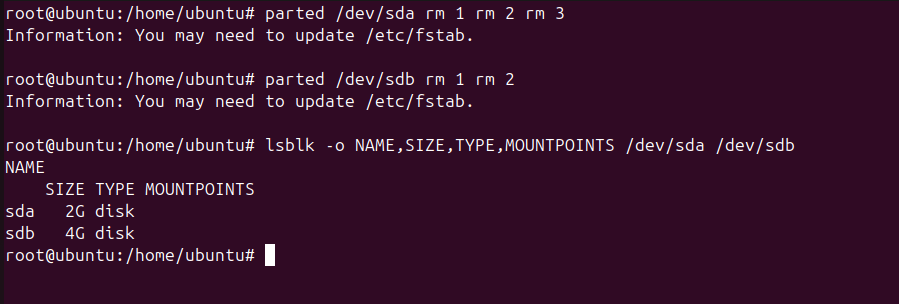 root@ubuntu:/home/ubuntu# parted /dev/sda rm 1 rm 2 rm 3
Information: You may need to update /etc/fstab.

root@ubuntu:/home/ubuntu# parted /dev/sdb rm 1 rm 2
Information: You may need to update /etc/fstab.

root@ubuntu:/home/ubuntu# lsblk -o NAME,SIZE,TYPE,MOUNTPOINTS /dev/sda /dev/sdb
NAME
    SIZE TYPE MOUNTPOINTS
sda   2G disk
sdb   4G disk
root@ubuntu:/home/ubuntu#